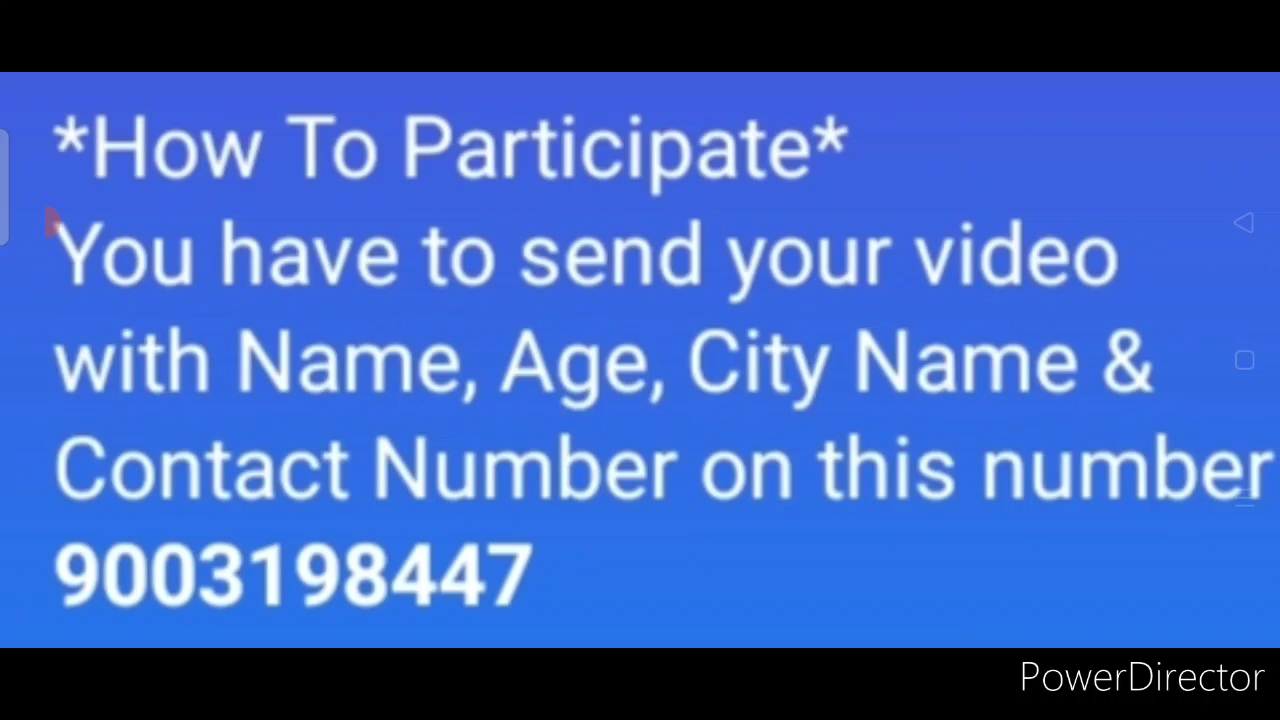 *How To Participate*
You have to send your video
with Name, Age, City Name &
Contact Number on this number
9003198447
PowerDirector